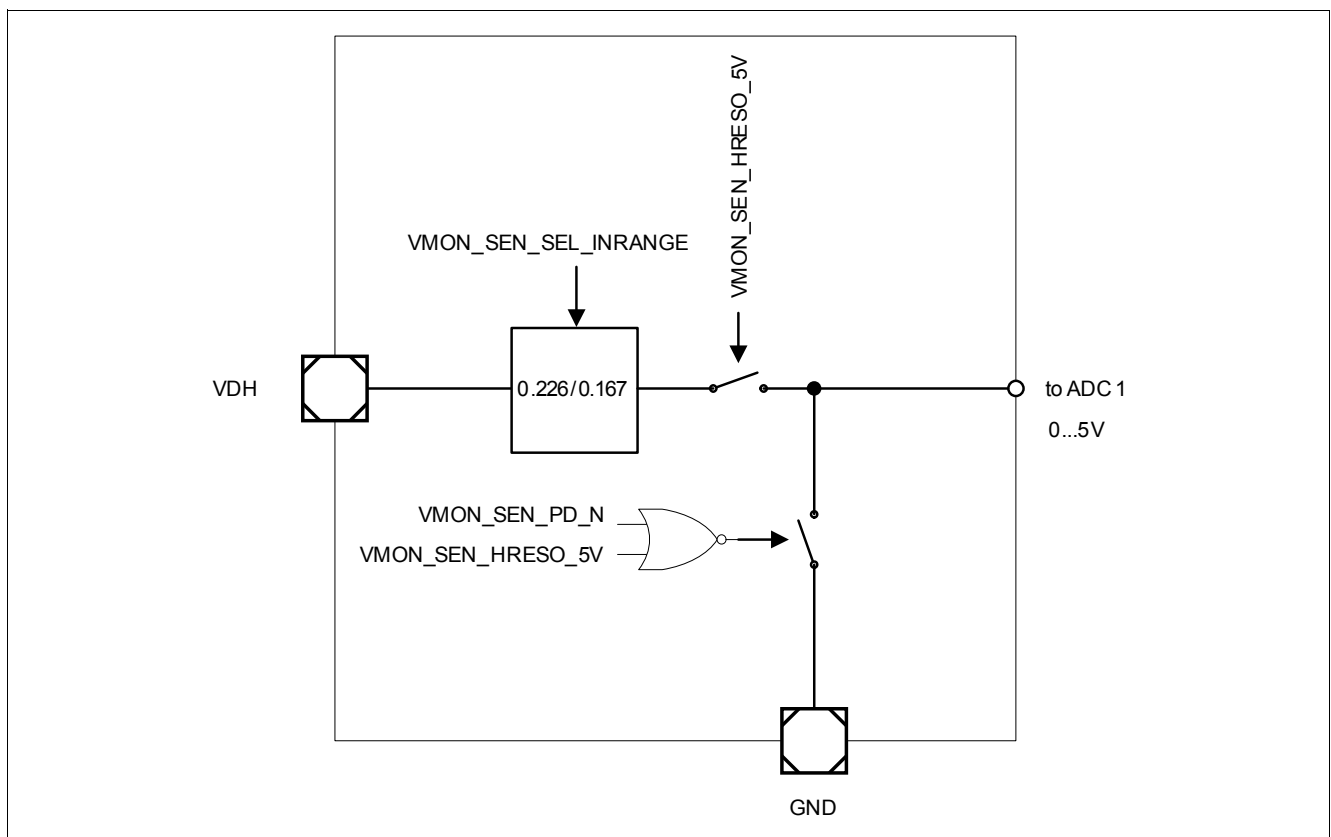 VMON_SEN_HRESO_5V
VMON_SEN_SEL_INRANGE
VDH
0.226/0.167
to ADC 1
0...5V
VMON_SEN_PD_N
VMON_SEN_HRESO_5V
GND